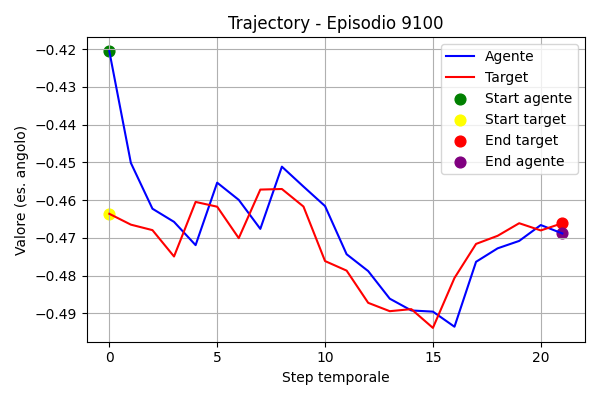 Trajectory - Episodio 9100
Agente
Target
Start agente
Start target
End target
End agente
Valore (es. angolo)
−0.42
−0.43
−0.44
−0.45
−0.46
−0.47
−0.48
−0.49
0 5 10 15 20
Step temporale